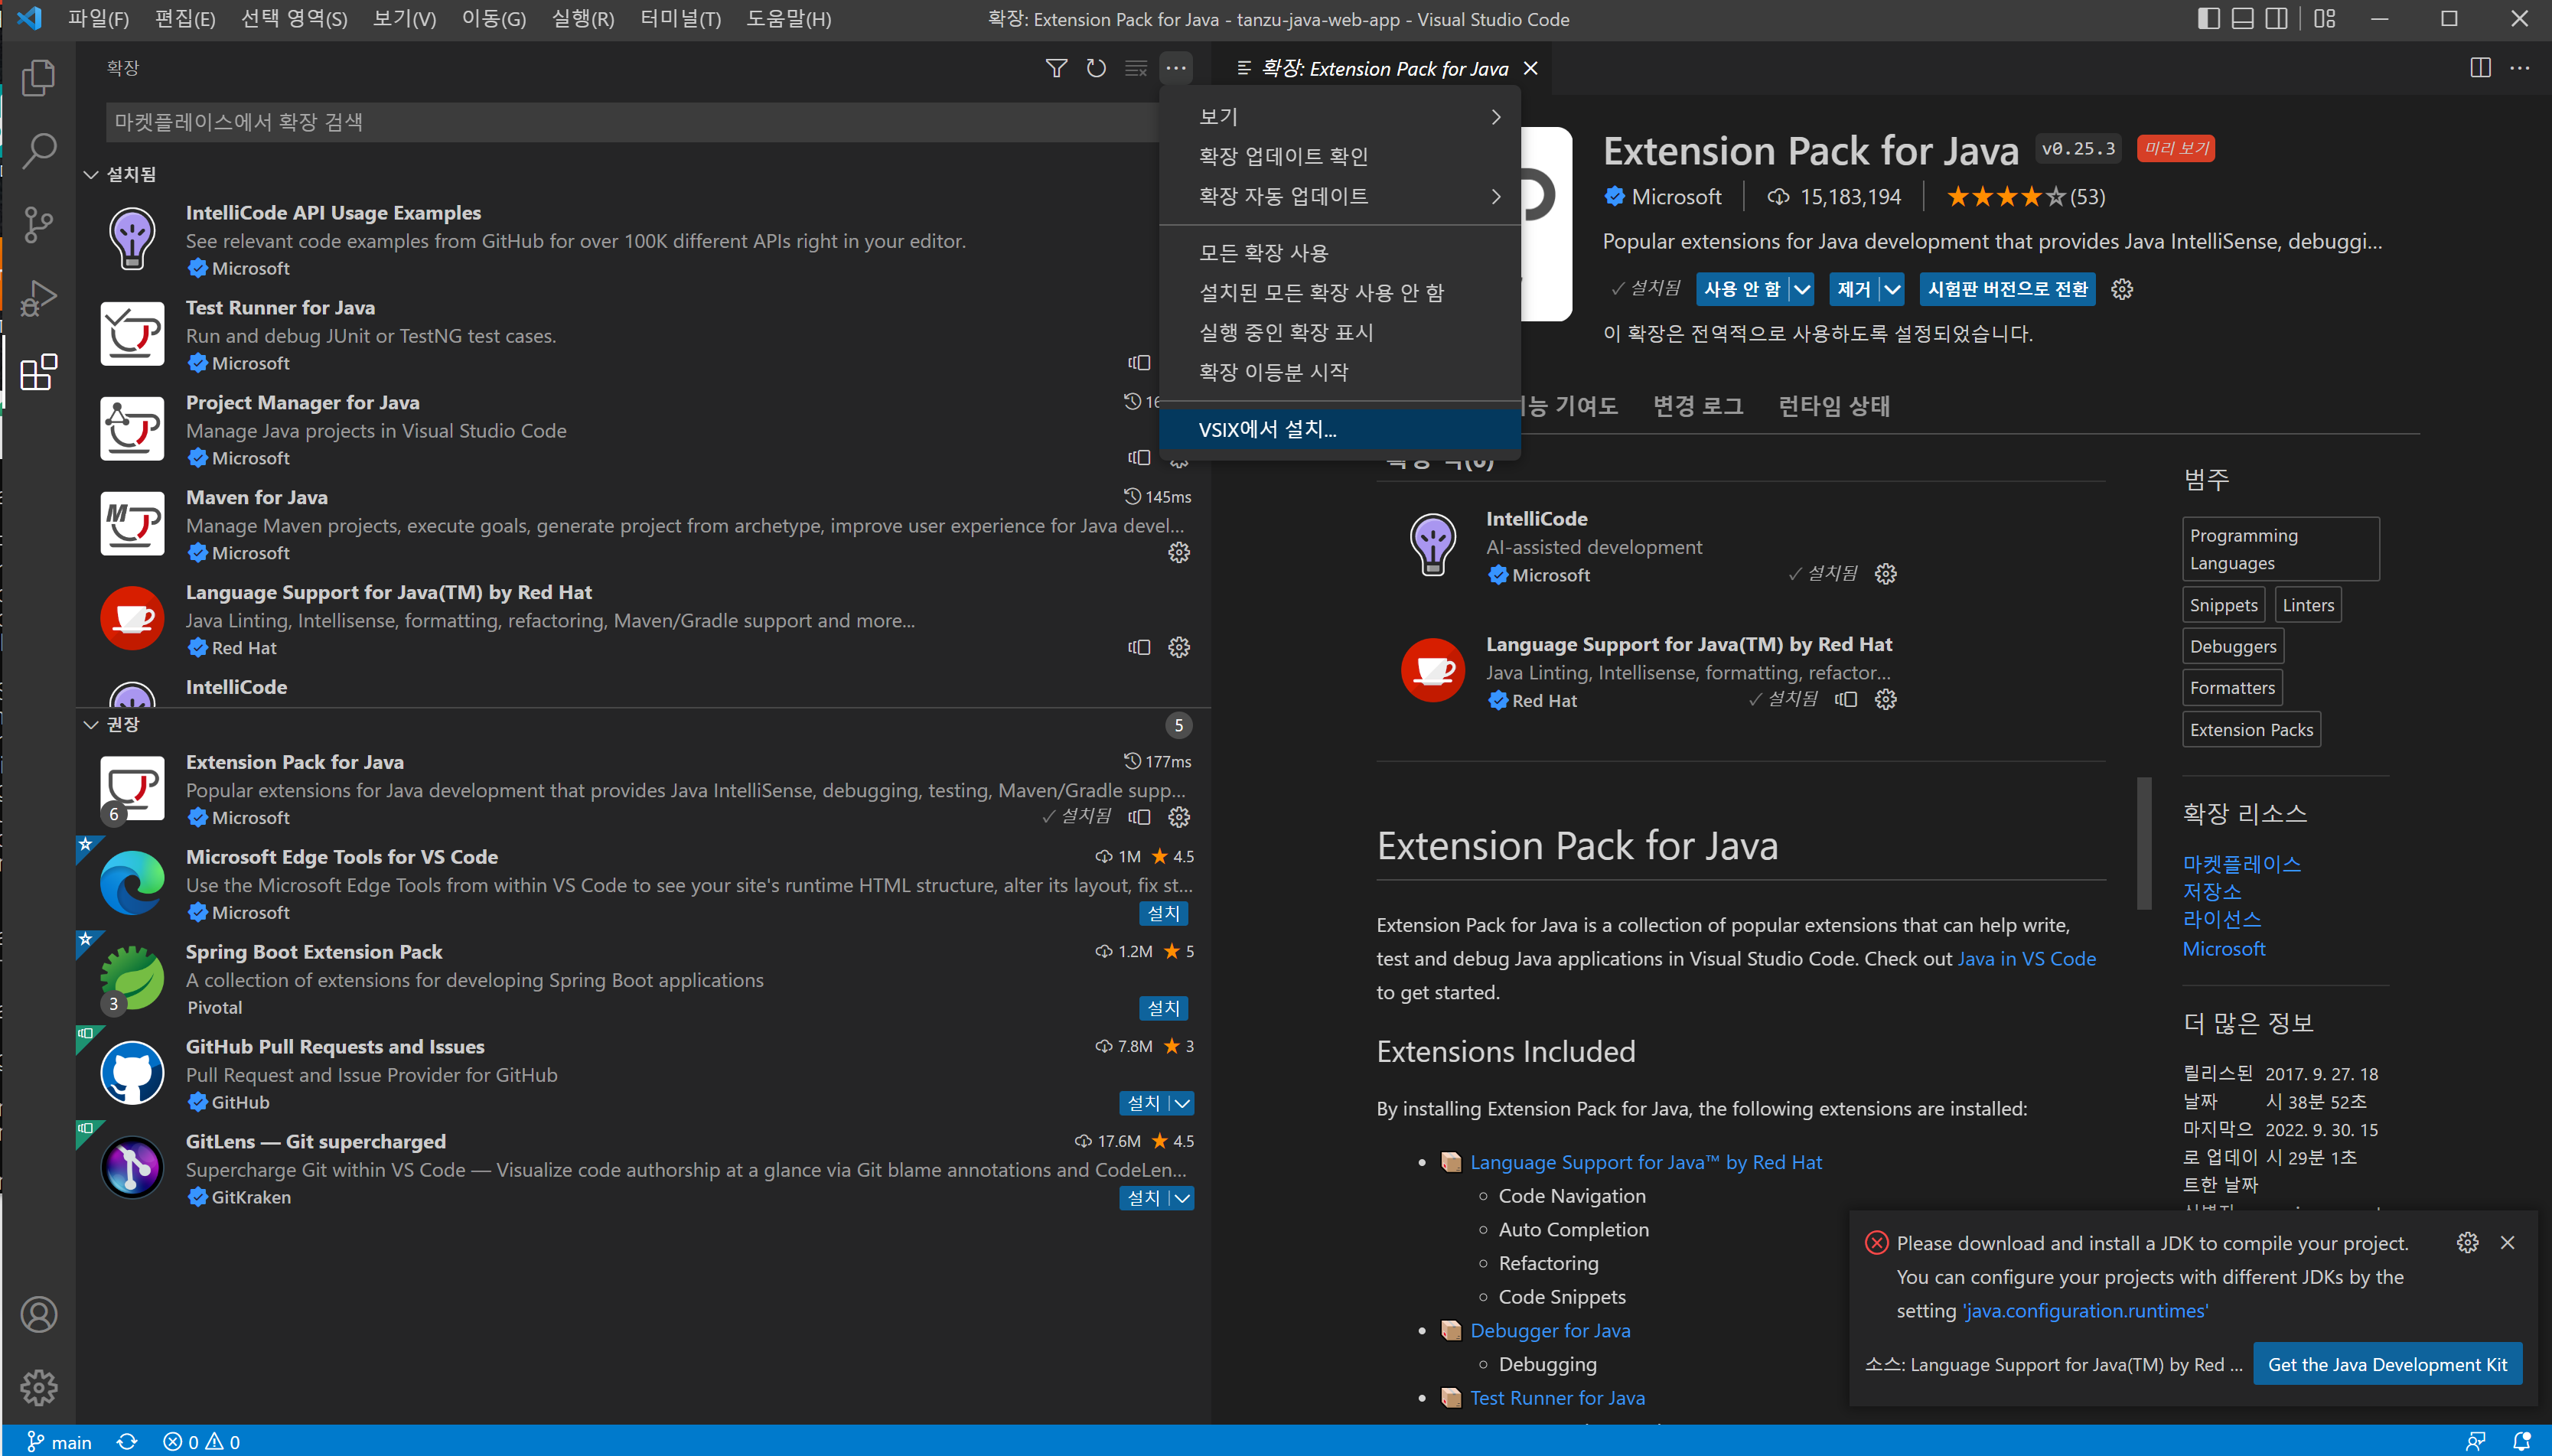 파일(F) 편집(E) 선택 영역(S) 보기(V) 이동(G) 실행(R) 터미널(T) 도움말(H)
확장: Extension Pack for Java - tanzu-java-web-app - Visual Studio Code
확장
마켓플레이스에서 확장 검색
설치됨
IntelliCode API Usage Examples
See relevant code examples from GitHub for over 100K different APIs right in your editor.
Microsoft
Test Runner for Java
Run and debug JUnit or TestNG test cases.
Microsoft
Project Manager for Java
Manage Java projects in Visual Studio Code
Microsoft
Maven for Java 145ms
Manage Maven projects, execute goals, generate project from archetype, improve user experience for Java devel...
Microsoft
Language Support for Java(TM) by Red Hat
Java Linting, Intellisense, formatting, refactoring, Maven/Gradle support and more...
Red Hat
IntelliCode
권장 5
Extension Pack for Java 177ms
Popular extensions for Java development that provides Java IntelliSense, debugging, testing, Maven/Gradle supp...
6 Microsoft 설치됨
Microsoft Edge Tools for VS Code 1M 4.5
Use the Microsoft Edge Tools from within VS Code to see your site's runtime HTML structure, alter its layout, fix st...
Microsoft 설치
Spring Boot Extension Pack 1.2M 5
A collection of extensions for developing Spring Boot applications
3 Pivotal 설치
GitHub Pull Requests and Issues 7.8M 3
Pull Request and Issue Provider for GitHub
GitHub 설치
GitLens — Git supercharged 17.6M 4.5
Supercharge Git within VS Code — Visualize code authorship at a glance via Git blame annotations and CodeLen...
GitKraken 설치
보기
확장 업데이트 확인
확장 자동 업데이트
모든 확장 사용
설치된 모든 확장 사용 안 함
실행 중인 확장 표시
확장 이등분 시작
VSIX에서 설치...
확장: Extension Pack for Java
Extension Pack for Java v0.25.3 미리 보기
Microsoft 15,183,194 (53)
Popular extensions for Java development that provides Java IntelliSense, debuggi...
설치됨 사용 안 함 제거 시험판 버전으로 전환
이 확장은 전역적으로 사용하도록 설정되었습니다.
기여도 변경 로그 런타임 상태
IntelliCode
AI-assisted development
Microsoft 설치됨
Language Support for Java(TM) by Red Hat
Java Linting, Intellisense, formatting, refactor...
Red Hat 설치됨
Extension Pack for Java
Extension Pack for Java is a collection of popular extensions that can help write,
test and debug Java applications in Visual Studio Code. Check out Java in VS Code
to get started.
Extensions Included
By installing Extension Pack for Java, the following extensions are installed:
Language Support for Java™ by Red Hat
Code Navigation
Auto Completion
Refactoring
Code Snippets
Debugger for Java
Debugging
Test Runner for Java
범주
Programming
Languages
Snippets Linters
Debuggers
Formatters
Extension Packs
확장 리소스
마켓플레이스
저장소
라이선스
Microsoft
더 많은 정보
릴리스된 2017. 9. 27. 18
날짜 시 38분 52초
마지막으 2022. 9. 30. 15
로 업데이 시 29분 1초
트한 날짜
Please download and install a JDK to compile your project.
You can configure your projects with different JDKs by the
setting 'java.configuration.runtimes'
소스: Language Support for Java(TM) by Red ... Get the Java Development Kit
main 0 0